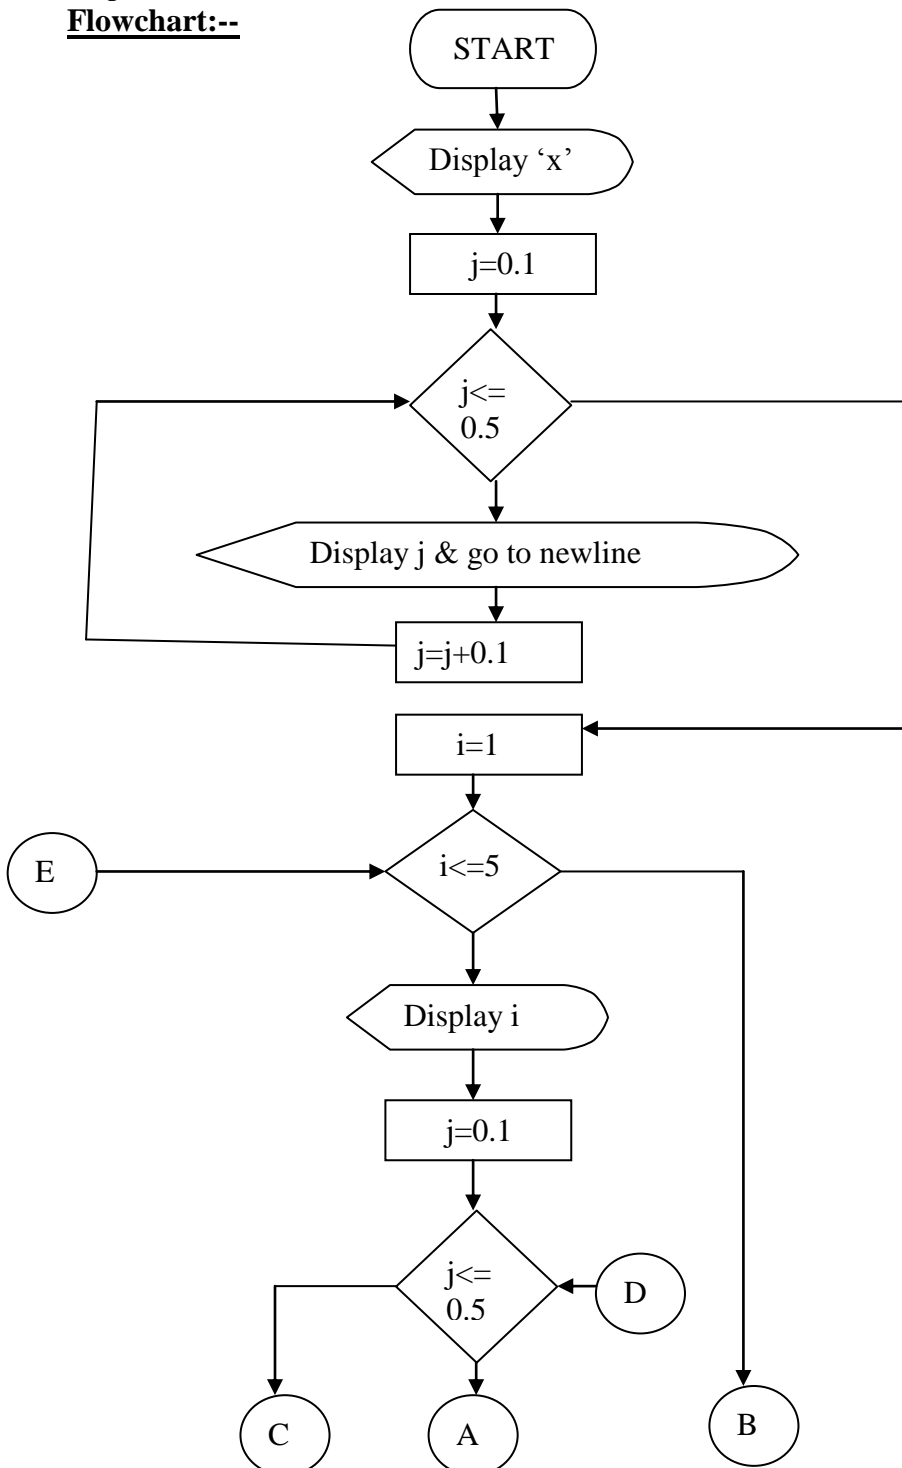 Flowchart:--
START
Display ‘x’
j=0.1
j<=
0.5
Display j & go to newline
j=j+0.1
i=1
i<=5
E
Display i
j=0.1
j<=
0.5
D
C
A
B